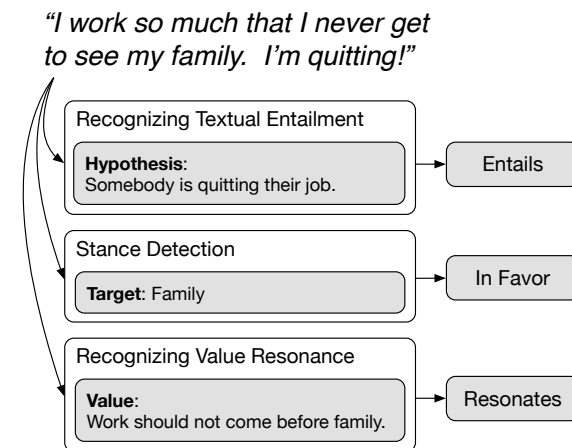 “I work so much that I never get
to see my family.  I’m quitting!”
Recognizing Textual Entailment
Hypothesis:
Somebody is quitting their job.
Entails
Stance Detection
Target: Family
In Favor
Recognizing Value Resonance
Value:
Work should not come before family.
Resonates